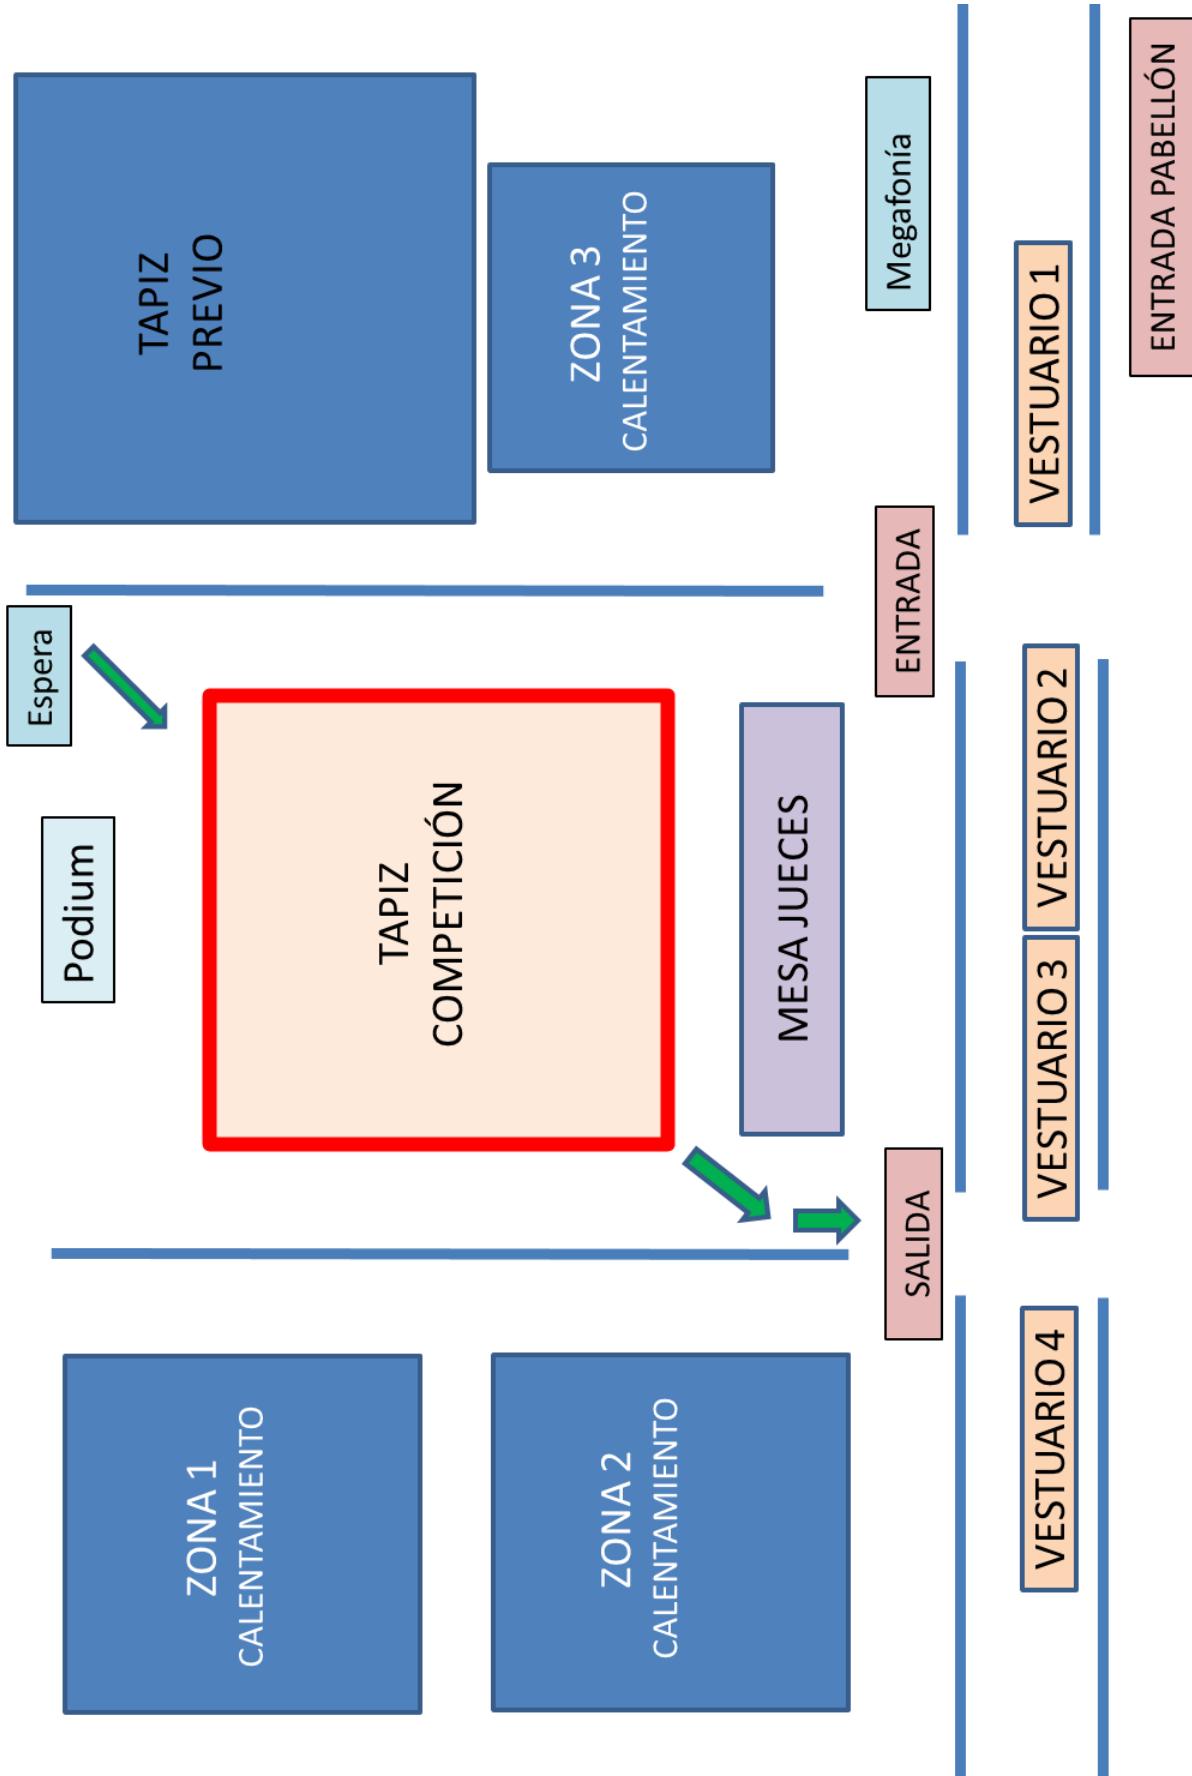 ZONA 1
CALENTAMIENTO
ZONA 2
CALENTAMIENTO
Podium
Espera
TAPIZ
COMPETICIÓN
MESA JUECES
TAPIZ
PREVIO
ZONA 3
CALENTAMIENTO
Megafonía
SALIDA
ENTRADA
VESTUARIO 4
VESTUARIO 3
VESTUARIO 2
VESTUARIO 1
ENTRADA PABELLÓN